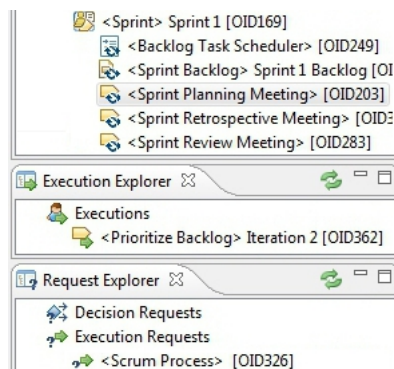 <Sprint> Sprint 1 [OID169]
<Backlog Task Scheduler> [OID249]
<Sprint Backlog> Sprint 1 Backlog [OI
<Sprint Planning Meeting> [OID203]
<Sprint Retrospective Meeting> [OID3
<Sprint Review Meeting> [OID283]
Execution Explorer
Executions
<Prioritize Backlog> Iteration 2 [OID362]
Request Explorer
Decision Requests
Execution Requests
<Scrum Process> [OID326]